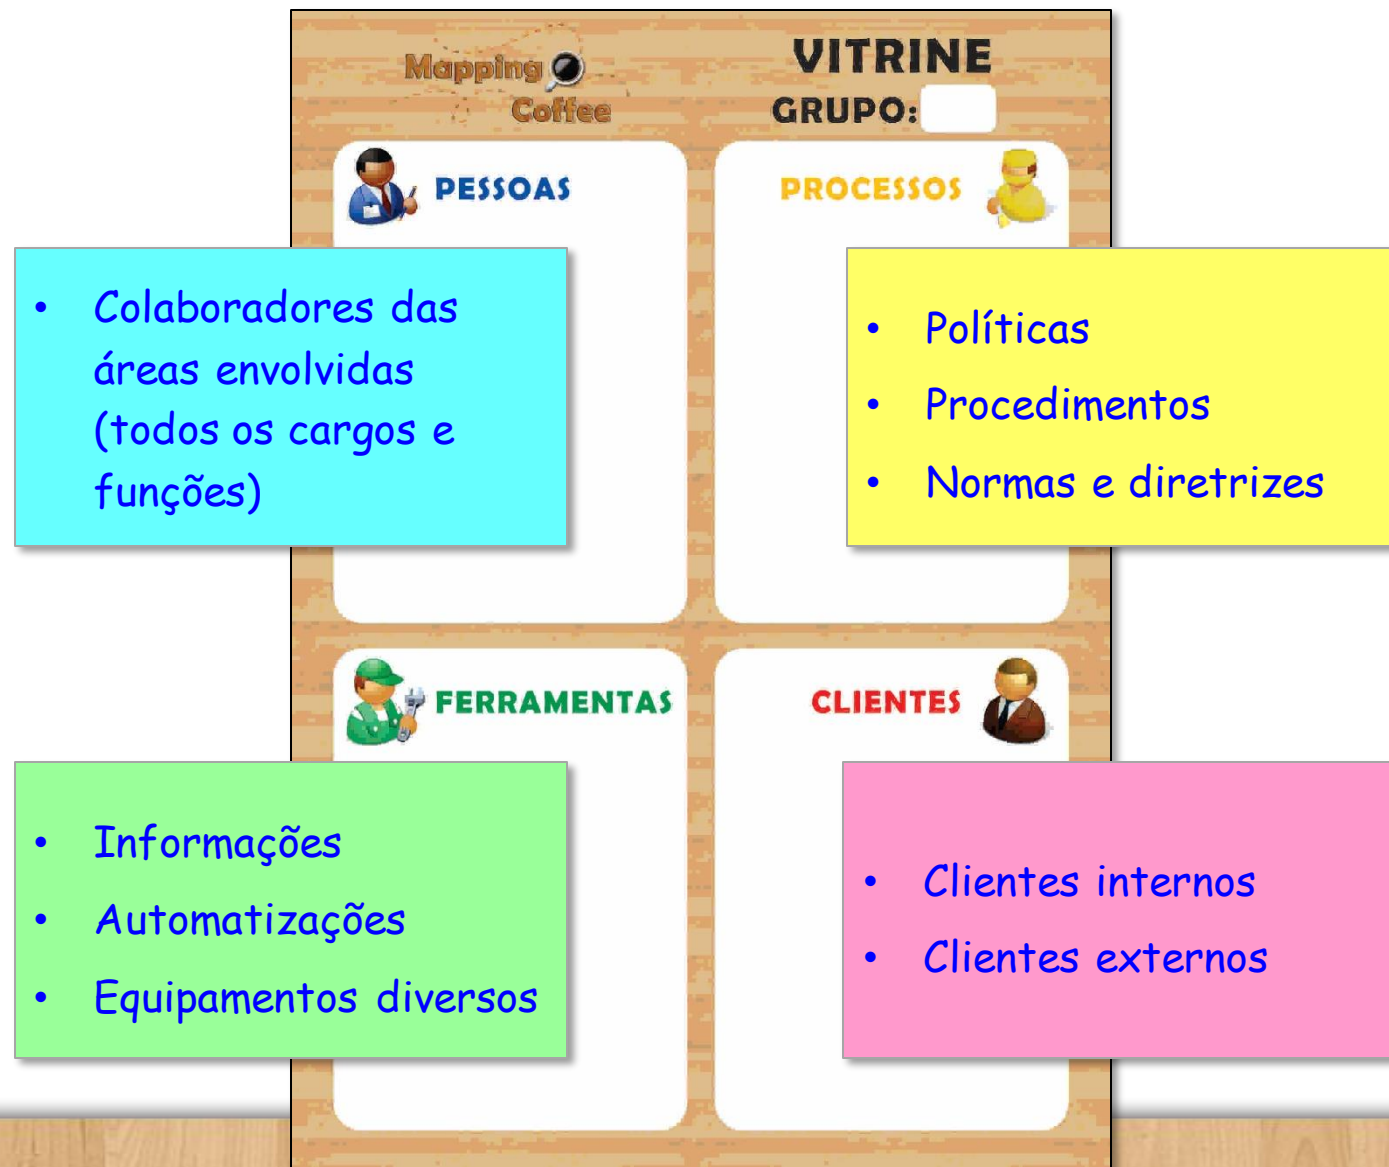 Mapping
Coffee
VITRINE
GRUPO:
PESSOAS
• Colaboradores das
áreas envolvidas
(todos os cargos e
funções)
PROCESSOS
• Políticas
• Procedimentos
• Normas e diretrizes
FERRAMENTAS
• Informações
• Automatizações
• Equipamentos diversos
CLIENTES
• Clientes internos
• Clientes externos